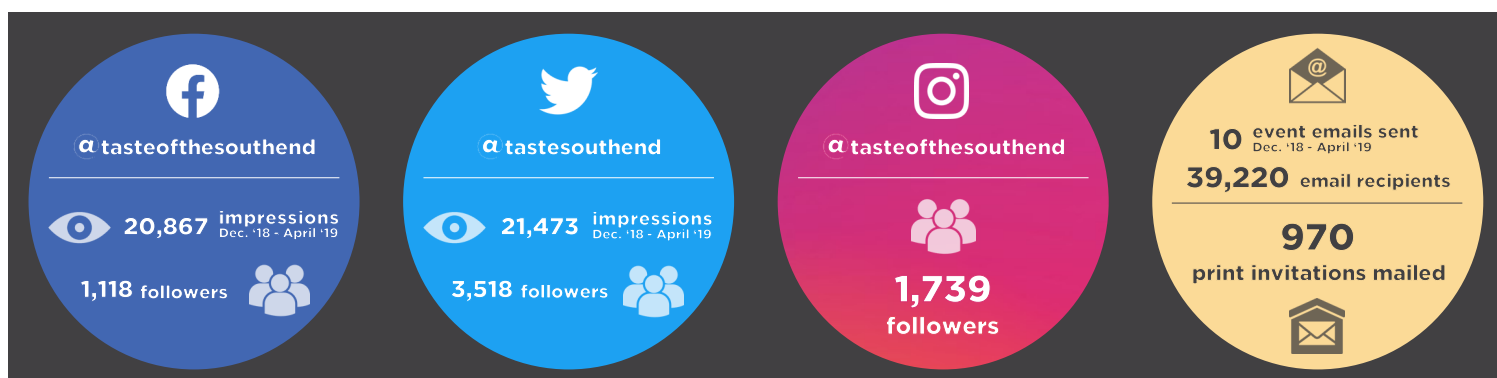 @tasteofthesouthend
20,867 impressions
Dec. ‘18 - April ‘19
1,118 followers
@tastesouthend
21,473 impressions
Dec. ‘18 - April ‘19
3,518 followers
@tasteofthesouthend
1,739
followers
@
10 event emails sent
Dec. ‘18 - April ‘19
39,220 email recipients
970
print invitations mailed